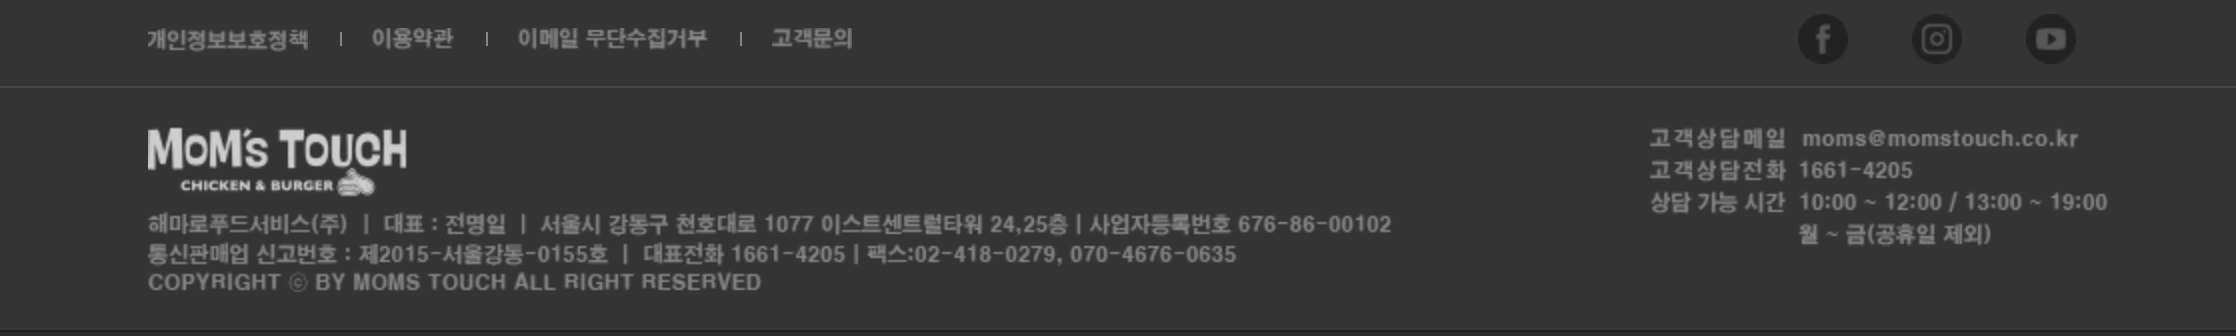 개인정보보호정책 | 이용약관 | 이메일 무단수집거부 | 고객문의
MOM's TOUCH
CHICKEN & BURGER
해마로푸드서비스(주) | 대표 : 전명일 | 서울시 강동구 천호대로 1077 이스트센트럴타워 24,25층 | 사업자등록번호 676-86-00102
통신판매업 신고번호 : 제2015-서울강동-0155호 | 대표전화 1661-4205 | 팩스:02-418-0279, 070-4676-0635
COPYRIGHT ⓒ BY MOMS TOUCH ALL RIGHT RESERVED
고객상담메일 moms@momstouch.co.kr
고객상담전화 1661-4205
상담 가능 시간 10:00 ~ 12:00 / 13:00 ~ 19:00
월 ~ 금(공휴일 제외)